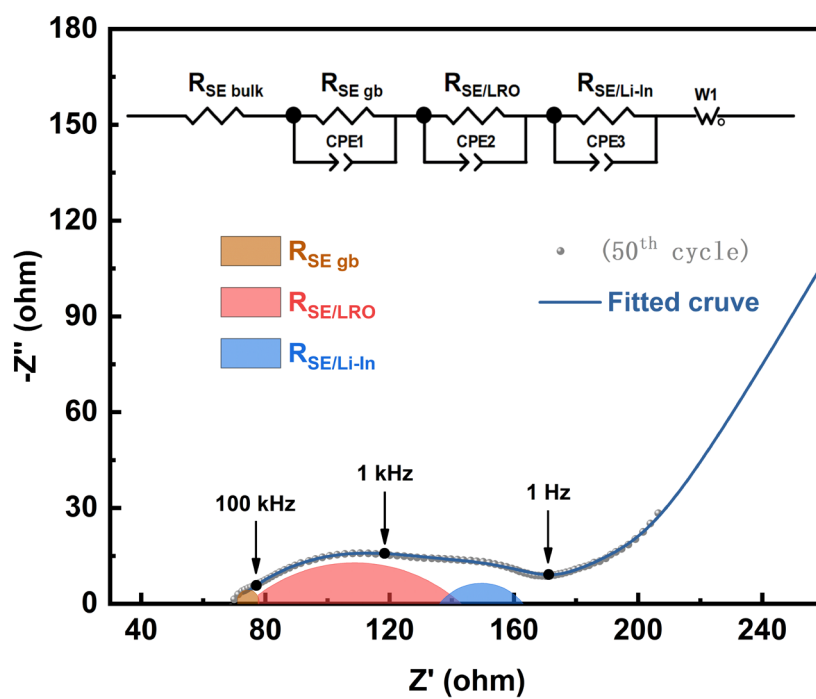 180
150
120
90
60
30
0
-Z" (ohm)
R_SE bulk
R_SE gb
R_SE/LRO
R_SE/Li-In
W1
CPE1
CPE2
CPE3
R_SE gb
R_SE/LRO
R_SE/Li-In
(50th cycle)
Fitted cruve
100 kHz
1 kHz
1 Hz
40
80
120
160
200
240
Z' (ohm)